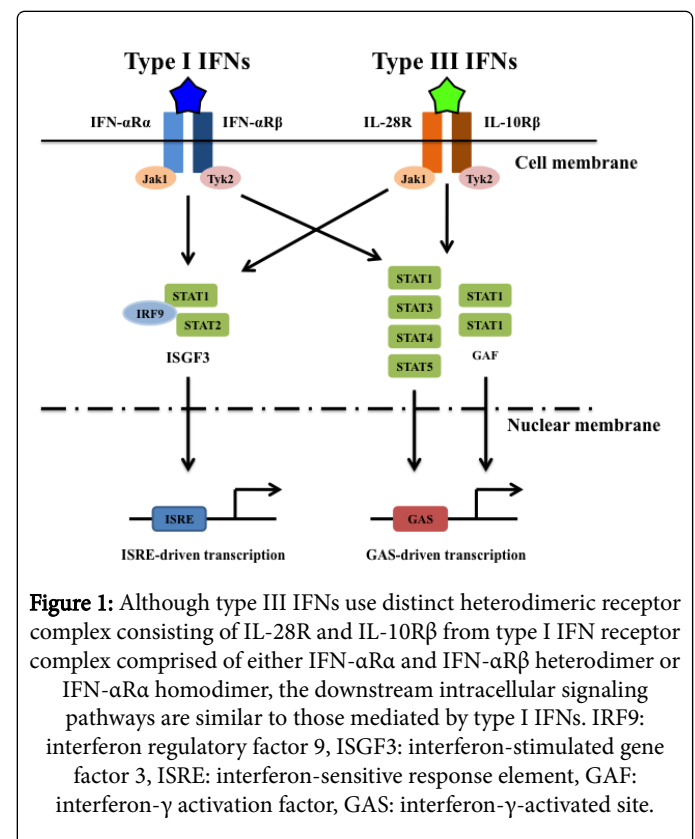 Type I IFNs
Type III IFNs
IFN-αRα
IFN-αRβ
IL-28R
IL-10Rβ
Cell membrane
Jak1
Tyk2
Jak1
Tyk2
STAT1
IRF9
STAT2
ISGF3
STAT1
STAT3
STAT4
STAT5
STAT1
STAT1
GAF
Nuclear membrane
ISRE
GAS
ISRE-driven transcription
GAS-driven transcription
Figure 1: Although type III IFNs use distinct heterodimeric receptor
complex consisting of IL-28R and IL-10Rβ from type I IFN receptor
complex comprised of either IFN-αRα and IFN-αRβ heterodimer or
IFN-αRα homodimer, the downstream intracellular signaling
pathways are similar to those mediated by type I IFNs. IRF9:
interferon regulatory factor 9, ISGF3: interferon-stimulated gene
factor 3, ISRE: interferon-sensitive response element, GAF:
interferon-γ activation factor, GAS: interferon-γ-activated site.